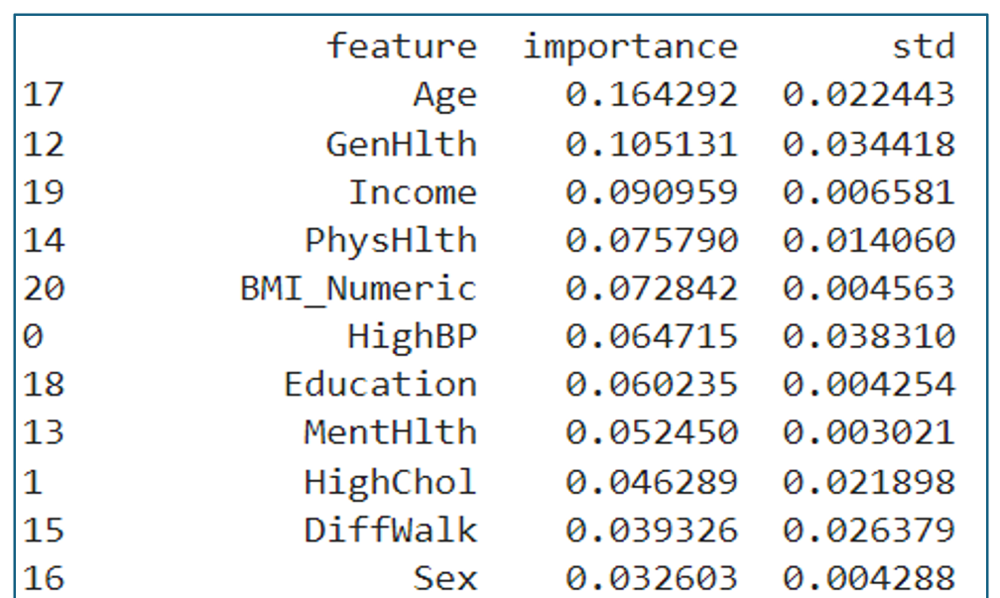 feature importance std
17 Age 0.164292 0.022443
12 GenHlth 0.105131 0.034418
19 Income 0.090959 0.006581
14 PhysHlth 0.075790 0.014060
20 BMI_Numeric 0.072842 0.004563
0 HighBP 0.064715 0.038310
18 Education 0.060235 0.004254
13 MentHlth 0.052450 0.003021
1 HighChol 0.046289 0.021898
15 DiffWalk 0.039326 0.026379
16 Sex 0.032603 0.004288